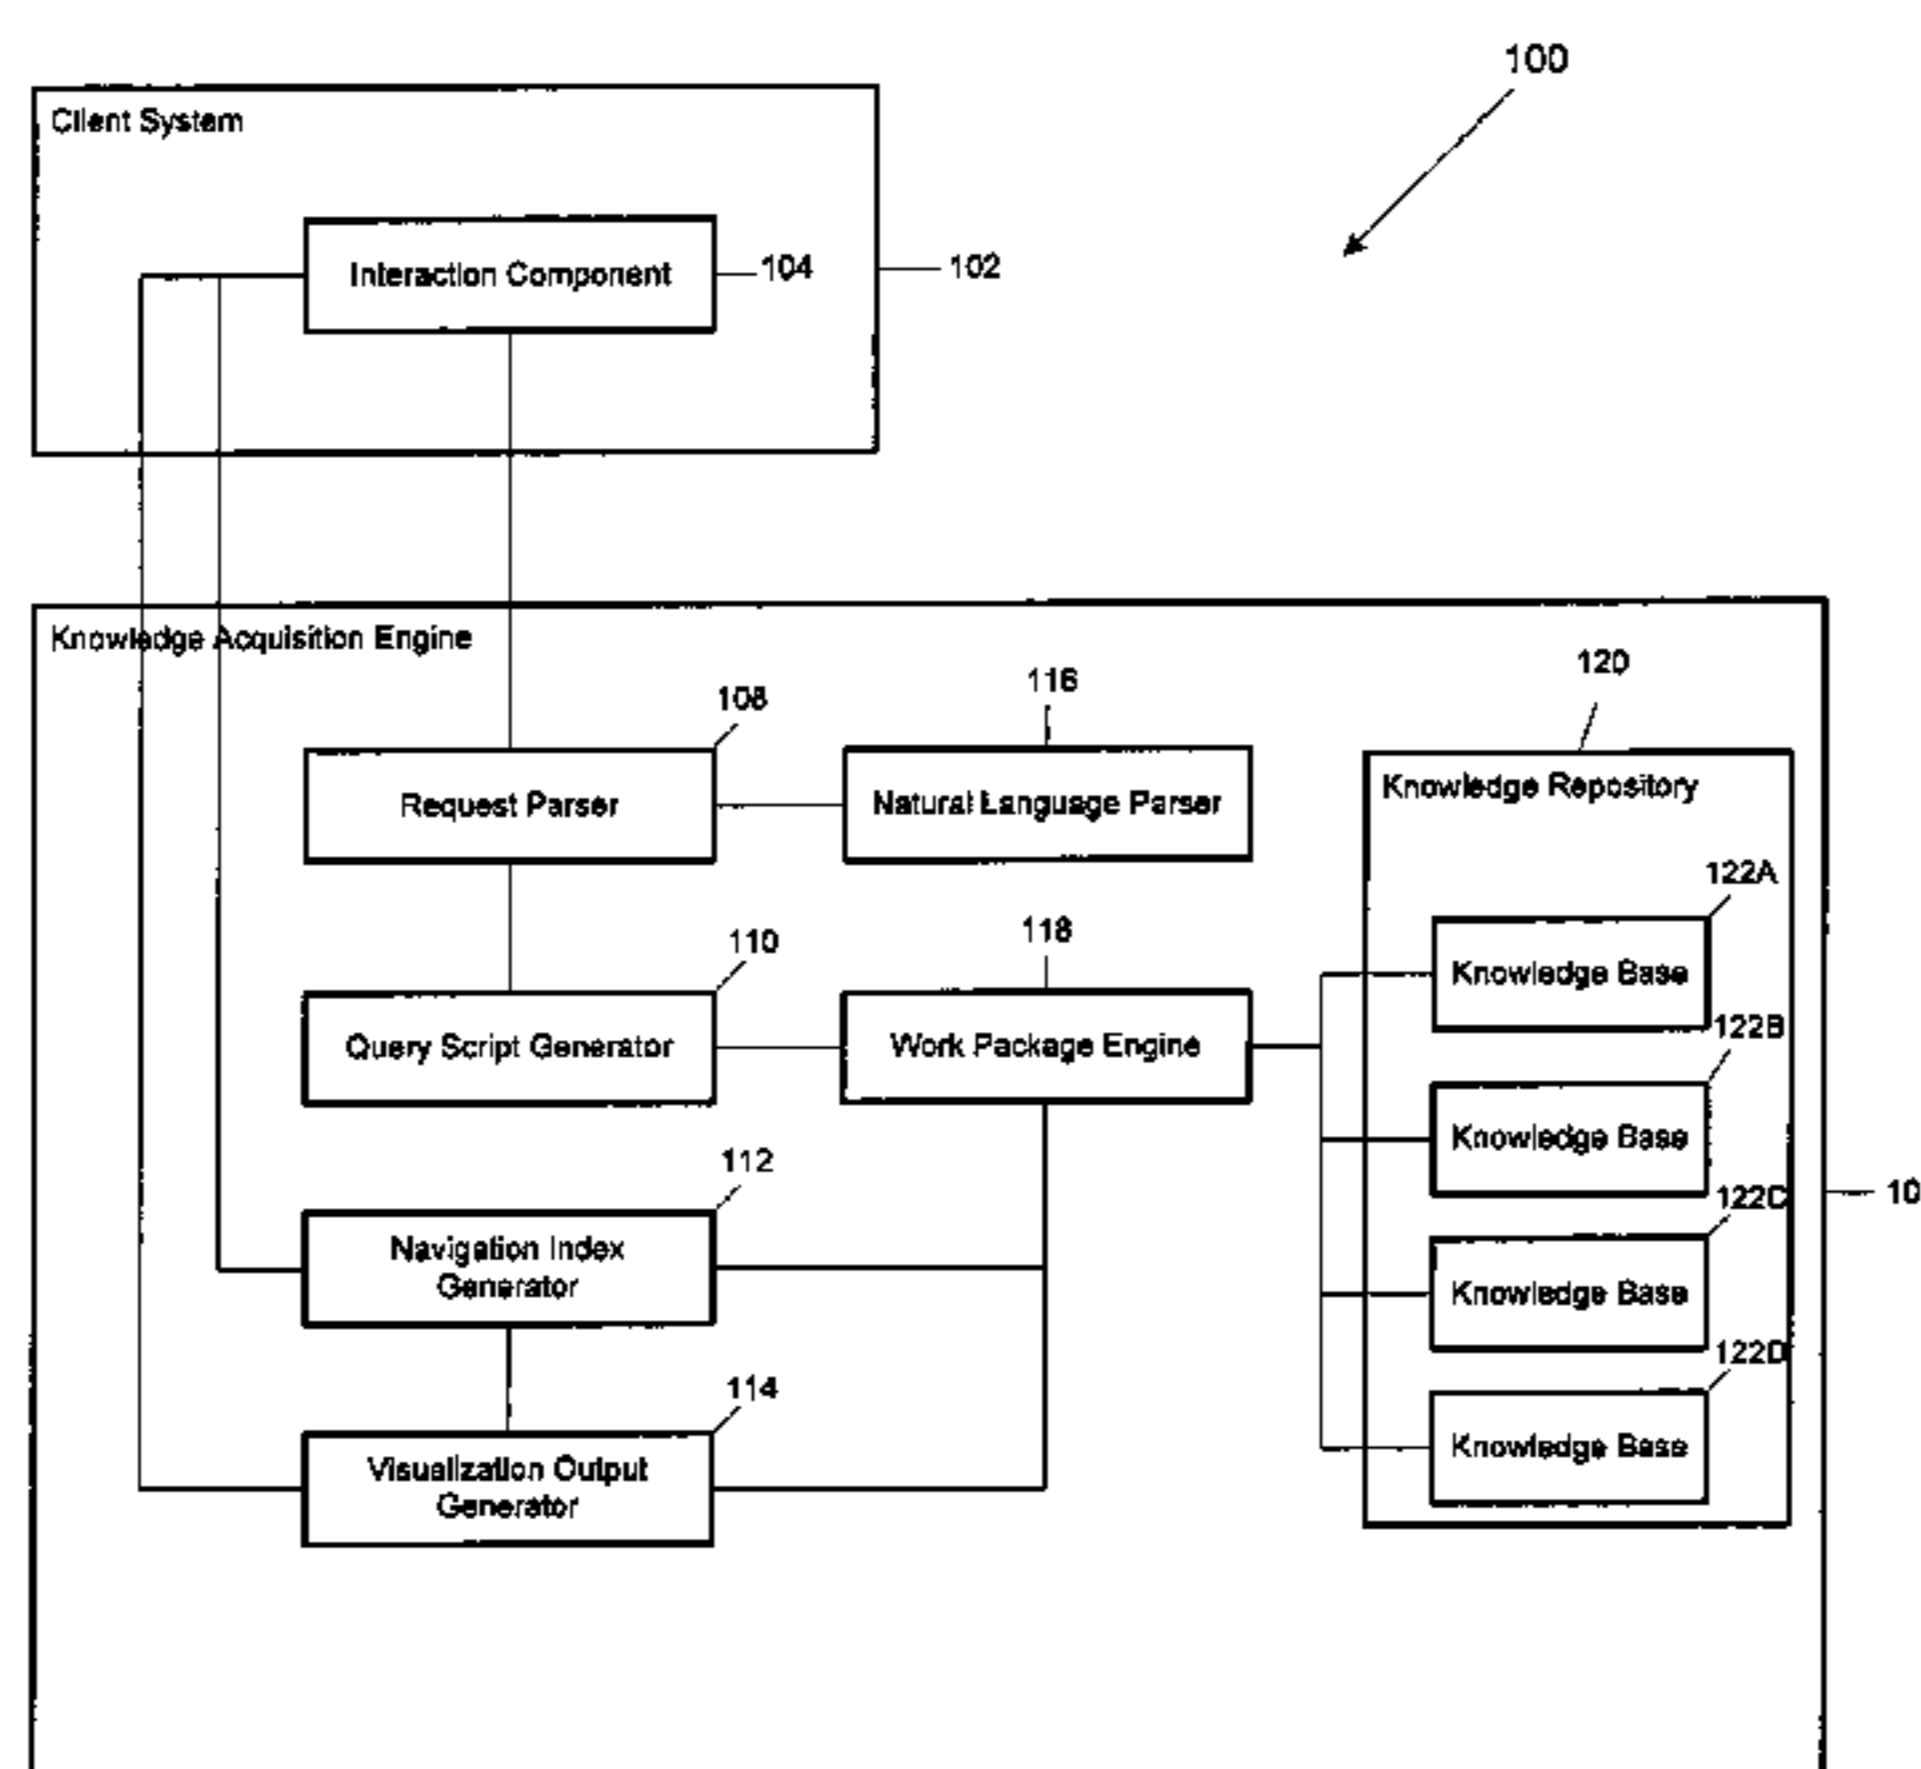 100
Client System
Interaction Component
104
102
Knowledge Acquisition Engine
120
116
108
Knowledge Repository
Request Parser
Natural Language Parser
122A
118
110
Knowledge Base
122B
Query Script Generator
Work Package Engine
Knowledge Base
112
122C
10
Navigation Index
Generator
Knowledge Base
122D
114
Knowledge Base
Visualization Output
Generator